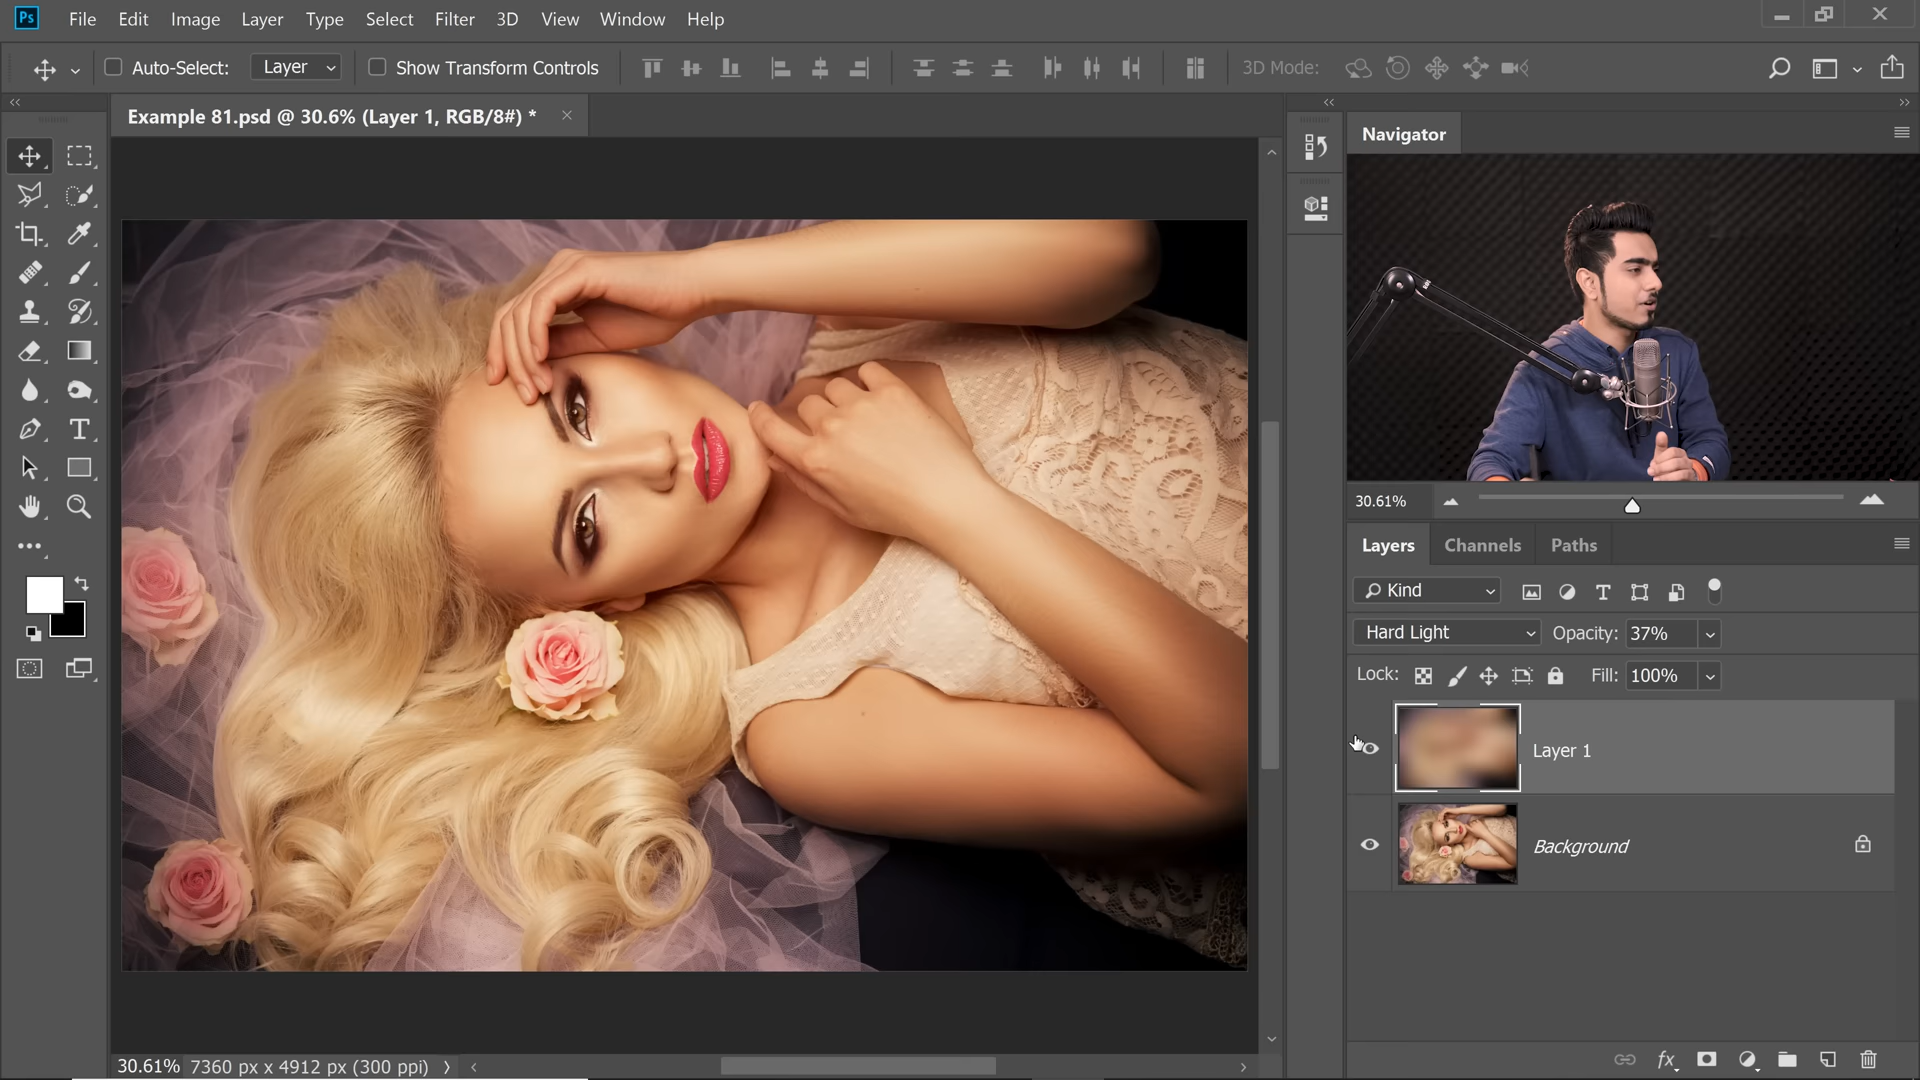 Ps File Edit Image Layer Type Select Filter 3D View Window Help
Auto-Select: Layer Show Transform Controls 3D Mode:
Example 81.psd @ 30.6% (Layer 1, RGB/8#) *
Navigator
30.61%
Layers Channels Paths
Kind
Hard Light Opacity: 37%
Lock: Fill: 100%
Layer 1
Background
fx
30.61% 7360 px x 4912 px (300 ppi)